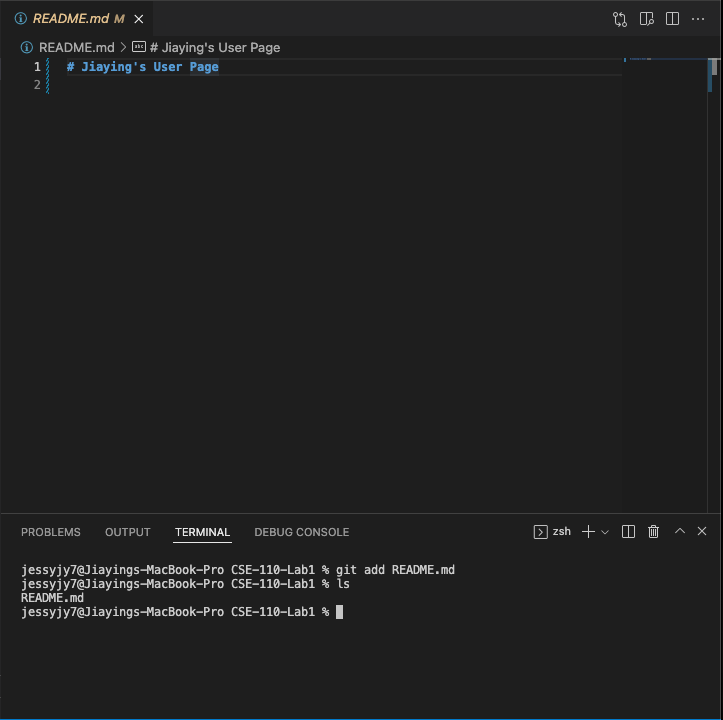 README.md M
README.md > # Jiaying's User Page
1 # Jiaying's User Page
2
PROBLEMS OUTPUT TERMINAL DEBUG CONSOLE zsh
jessyjy7@Jiayings-MacBook-Pro CSE-110-Lab1 % git add README.md
jessyjy7@Jiayings-MacBook-Pro CSE-110-Lab1 % ls
README.md
jessyjy7@Jiayings-MacBook-Pro CSE-110-Lab1 %